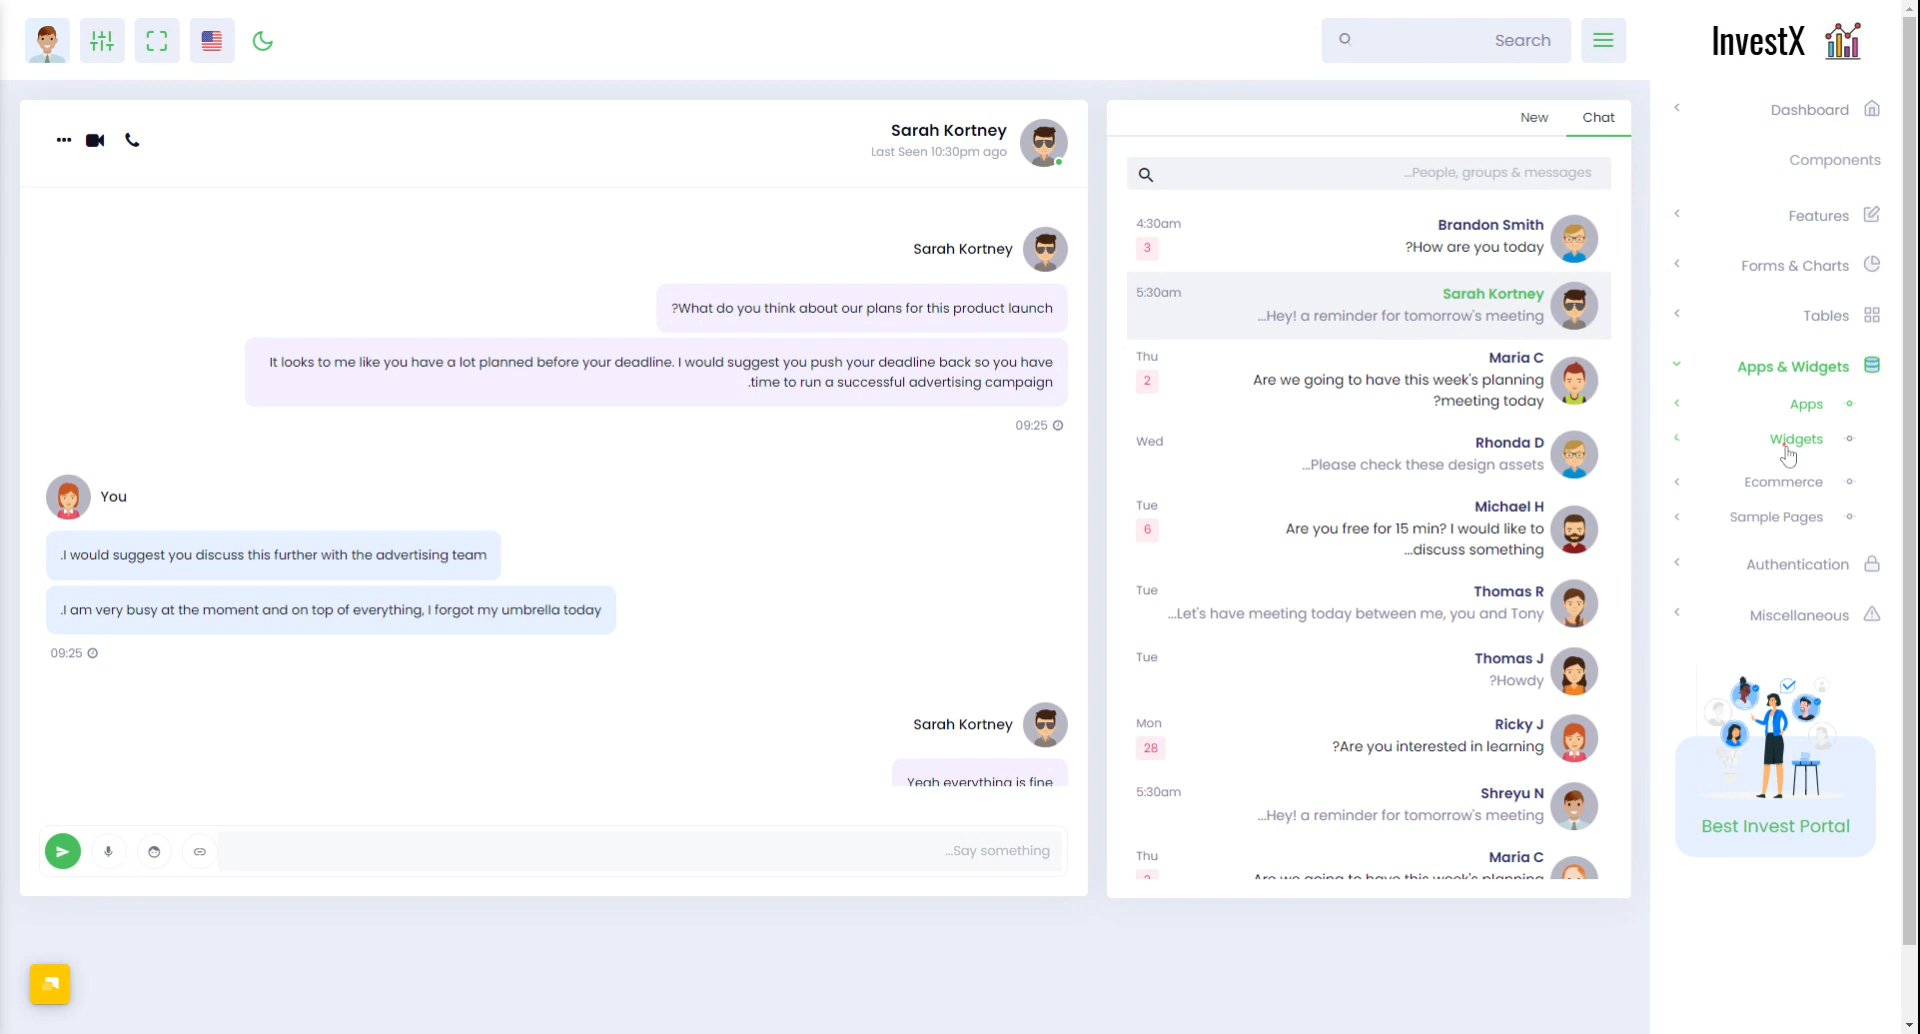 Search
InvestX
Sarah Kortney
Last Seen 10:30pm ago
Sarah Kortney
?What do you think about our plans for this product launch
It looks to me like you have a lot planned before your deadline. I would suggest you push your deadline back so you have
.time to run a successful advertising campaign
09:25
You
.I would suggest you discuss this further with the advertising team
.I am very busy at the moment and on top of everything, I forgot my umbrella today
09:25
Sarah Kortney
Yeah everything is fine
...Say something
New
Chat
...People, groups & messages
4:30am
Brandon Smith
3
?How are you today
5:30am
Sarah Kortney
...Hey! a reminder for tomorrow's meeting
Thu
Maria C
2
Are we going to have this week's planning
?meeting today
Wed
Rhonda D
...Please check these design assets
Tue
Michael H
6
Are you free for 15 min? I would like to
...discuss something
Tue
Thomas R
...Let's have meeting today between me, you and Tony
Tue
Thomas J
?Howdy
Mon
Ricky J
28
?Are you interested in learning
5:30am
Shreyu N
...Hey! a reminder for tomorrow's meeting
Thu
Maria C
2
Are we going to have this week's planning
Dashboard
Components
Features
Forms & Charts
Tables
Apps & Widgets
Apps
Widgets
Ecommerce
Sample Pages
Authentication
Miscellaneous
Best Invest Portal